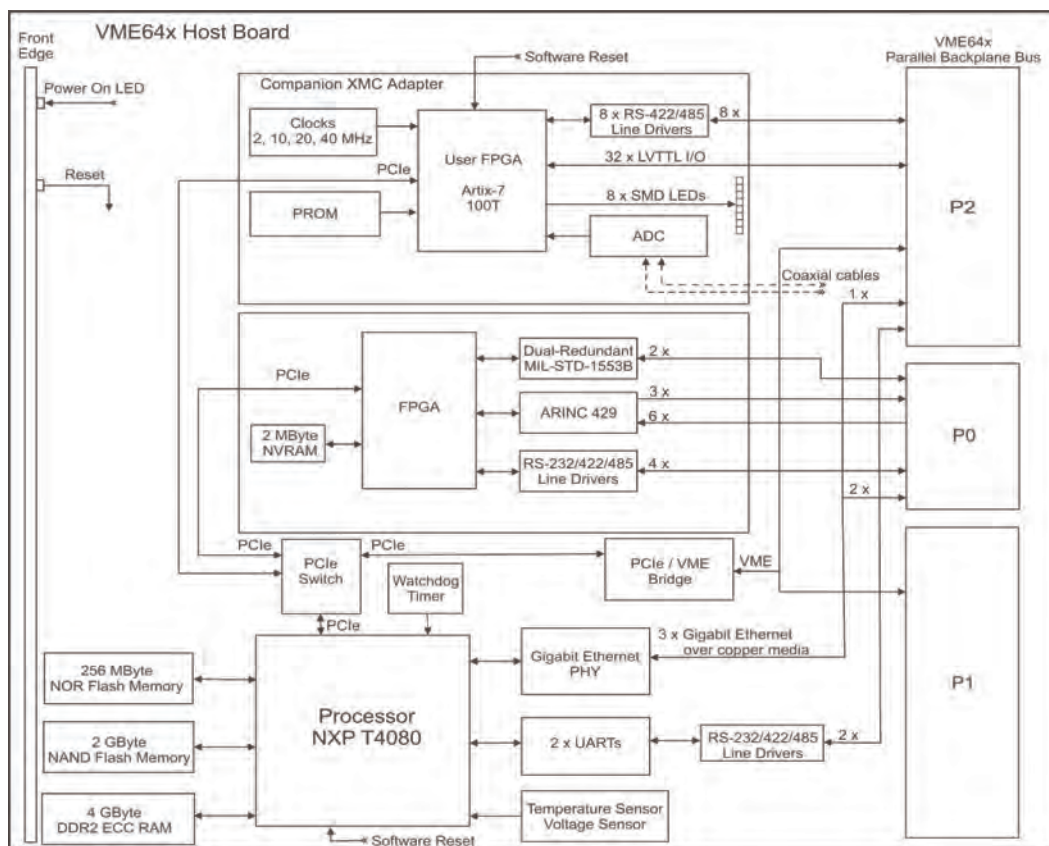 VME64x Host Board
Front
Edge
VME64x
Parallel Backplane Bus
Software Reset
Power On LED
Companion XMC Adapter
Clocks
2, 10, 20, 40 MHz
User FPGA
Artix-7
100T
8 x RS-422/485
Line Drivers
8 x
32 x LVTTL I/O
PCIe
Reset
PROM
8 x SMD LEDs
ADC
P2
Coaxial cables
1 x
Dual-Redundant
MIL-STD-1553B
2 x
PCIe
FPGA
ARINC 429
3 x
6 x
P0
2 MByte
NVRAM
RS-232/422/485
Line Drivers
4 x
2 x
PCIe
PCIe
PCIe
Switch
Watchdog
Timer
PCIe / VME
Bridge
VME
PCIe
3 x Gigabit Ethernet
over copper media
Gigabit Ethernet
PHY
256 MByte
NOR Flash Memory
Processor
NXP T4080
P1
2 GByte
NAND Flash Memory
2 x UARTs
RS-232/422/485
Line Drivers
2 x
4 GByte
DDR2 ECC RAM
Temperature Sensor
Voltage Sensor
Software Reset